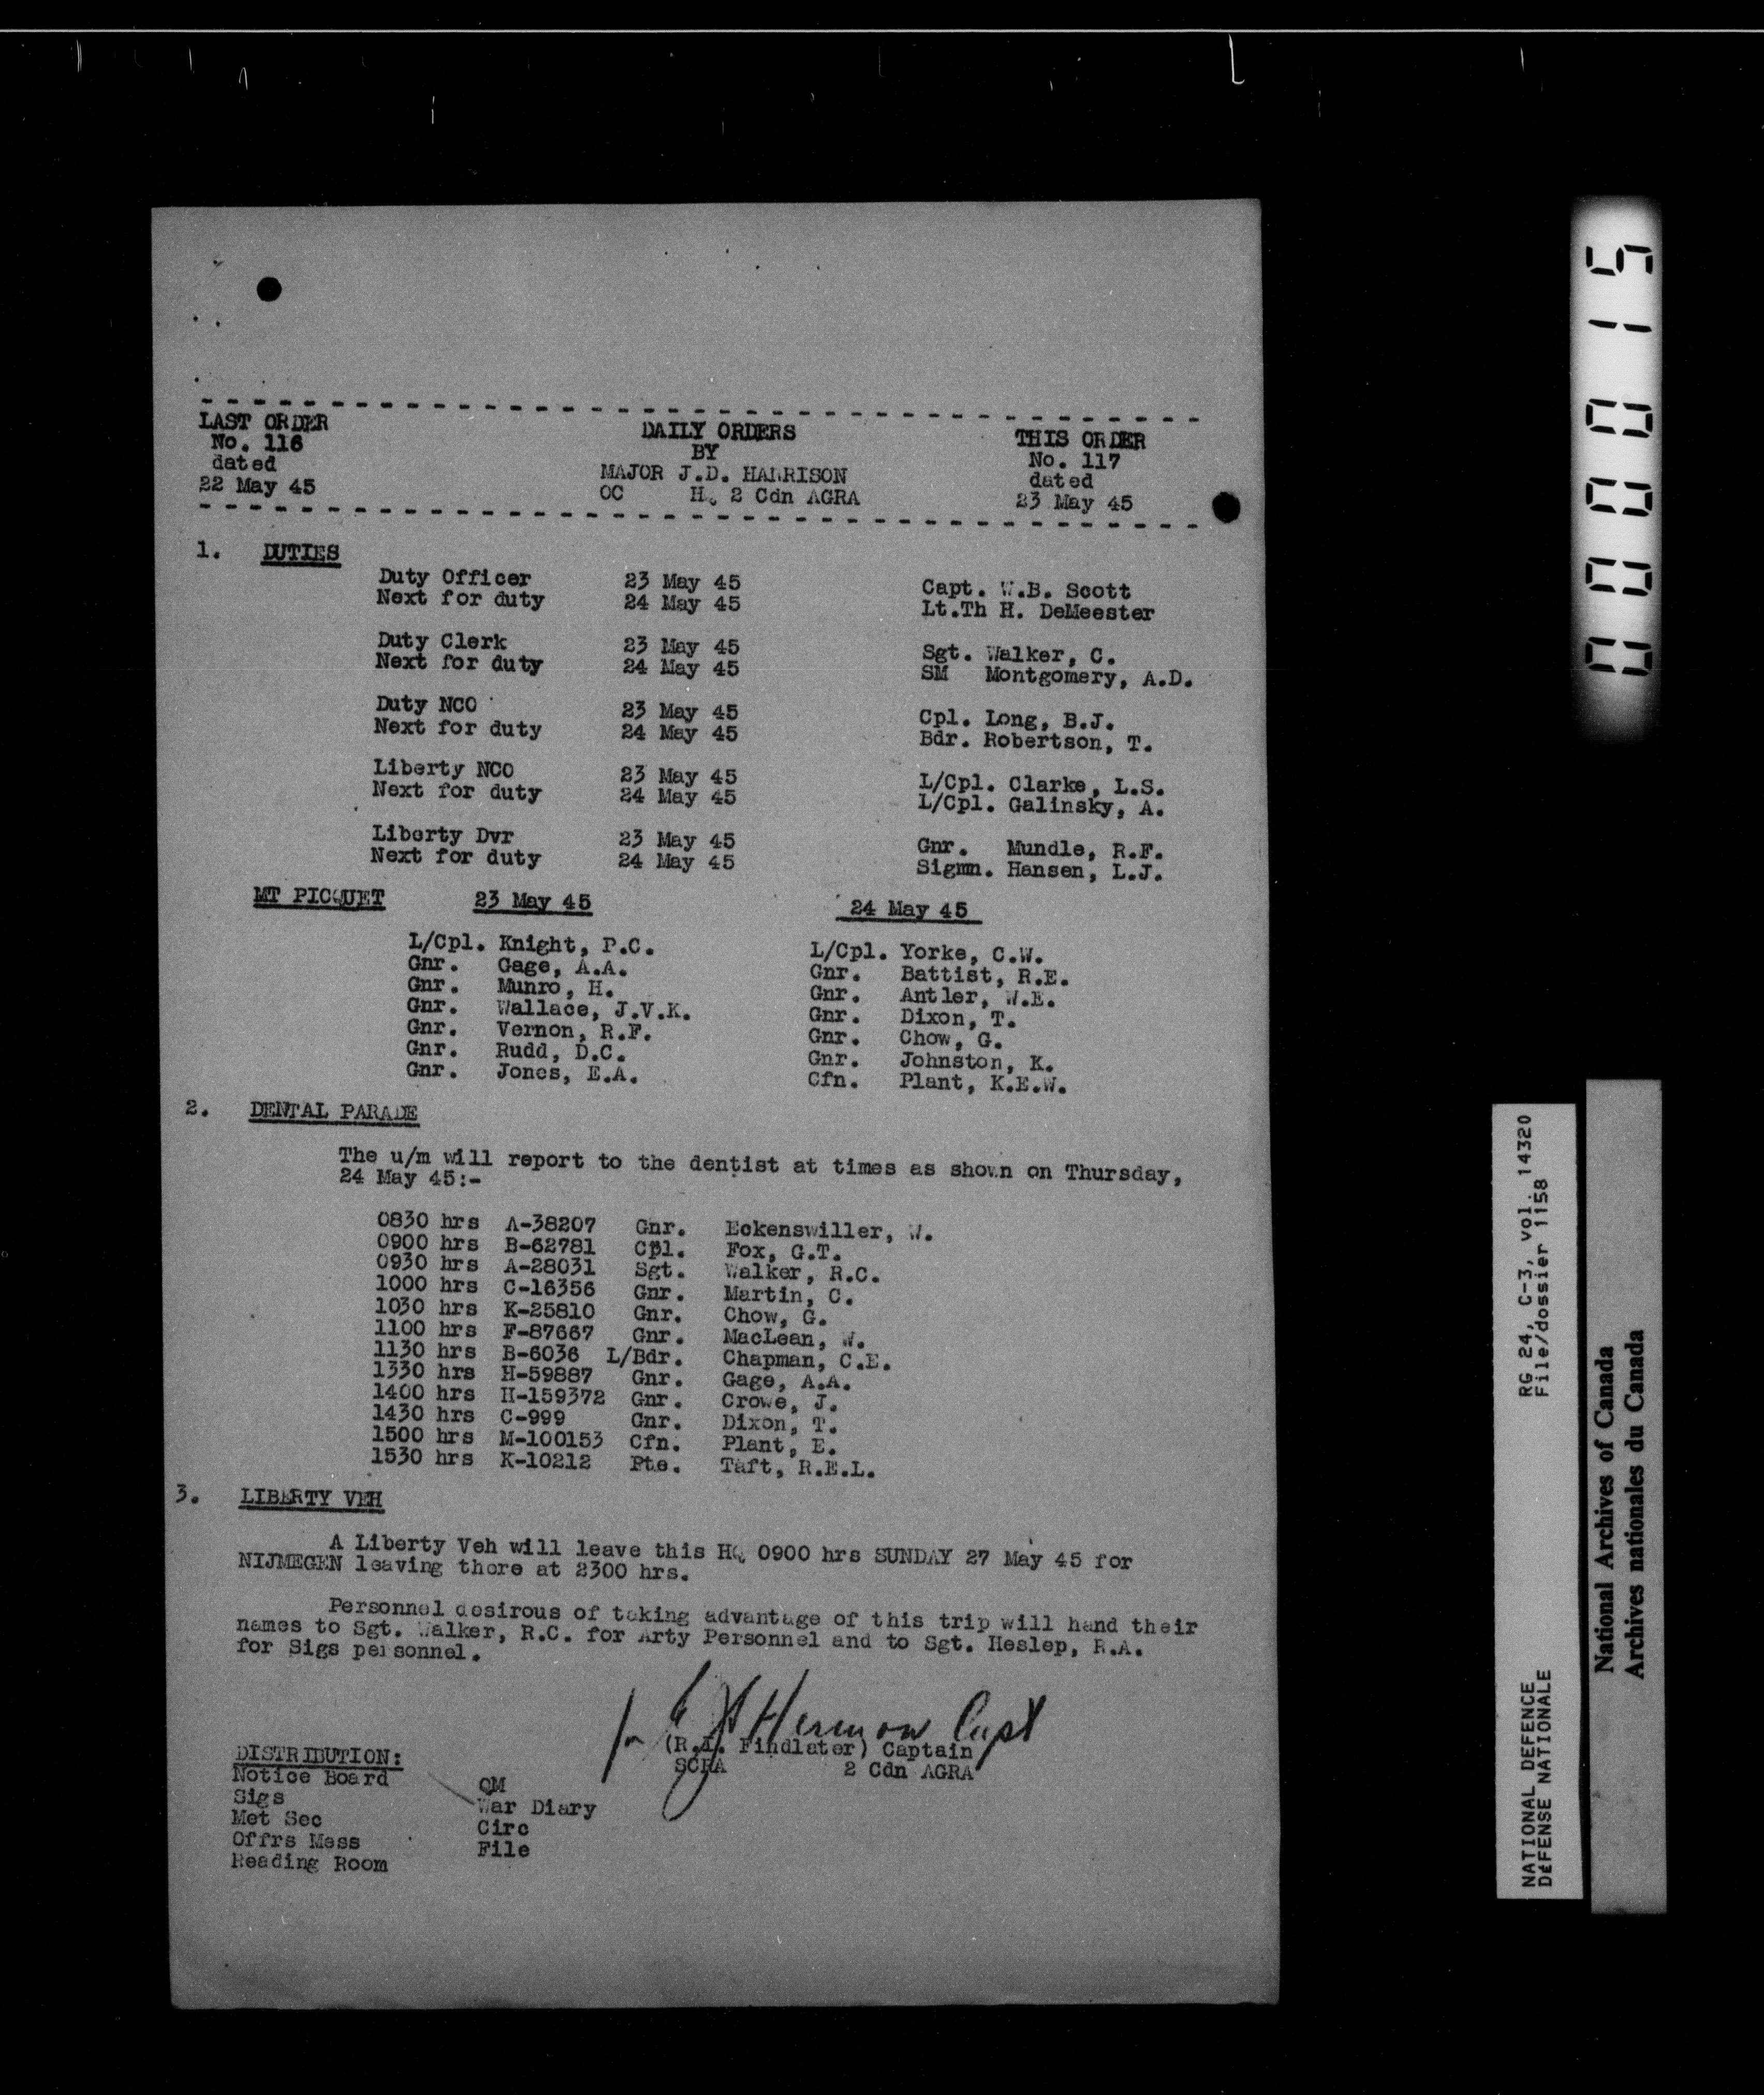 LAST ORDER
No. 116
dated
22 May 45
DAILY ORDERS
BY
MAJOR J.D. HARRISON
OC HQ 2 Cdn AGRA
THIS ORDER
No. 117
dated
23 May 45
1. DUTIES
Duty Officer 23 May 45 Capt. W.B. Scott
Next for duty 24 May 45 Lt.Th H. DeMeester
Duty Clerk 23 May 45 Sgt. Walker, C.
Next for duty 24 May 45 SM Montgomery, A.D.
Duty NCO 23 May 45 Cpl. Long, B.J.
Next for duty 24 May 45 Bdr. Robertson, T.
Liberty NCO 23 May 45 L/Cpl. Clarke, L.S.
Next for duty 24 May 45 L/Cpl. Galinsky, A.
Liberty Dvr 23 May 45 Gnr. Mundle, R.F.
Next for duty 24 May 45 Sigmn. Hansen, L.J.
MT PICQUET 23 May 45 24 May 45
L/Cpl. Knight, P.C. L/Cpl. Yorke, C.W.
Gnr. Gage, A.A. Gnr. Battist, R.E.
Gnr. Munro, H. Gnr. Antler, W.E.
Gnr. Wallace, J.V.K. Gnr. Dixon, T.
Gnr. Vernon, R.F. Gnr. Chow, G.
Gnr. Rudd, D.C. Gnr. Johnston, K.
Gnr. Jones, E.A. Cfn. Plant, K.E.W.
2. DENTAL PARADE
The u/m will report to the dentist at times as shown on Thursday,
24 May 45:-
0830 hrs A-38207 Gnr. Eckenswiller, W.
0900 hrs B-62781 Cpl. Fox, G.T.
0930 hrs A-28031 Sgt. Walker, R.C.
1000 hrs C-16356 Gnr. Martin, C.
1030 hrs K-25810 Gnr. Chow, G.
1100 hrs F-87667 Gnr. MacLean, W.
1130 hrs B-6036 L/Bdr. Chapman, C.E.
1330 hrs H-59887 Gnr. Gage, A.A.
1400 hrs H-159372 Gnr. Crowe, J.
1430 hrs C-999 Gnr. Dixon, T.
1500 hrs M-100153 Cfn. Plant, E.
1530 hrs K-10212 Pte. Taft, R.E.L.
3. LIBERTY VEH
A Liberty Veh will leave this HQ 0900 hrs SUNDAY 27 May 45 for
NIJMEGEN leaving there at 2300 hrs.
Personnel desirous of taking advantage of this trip will hand their
names to Sgt. Walker, R.C. for Arty Personnel and to Sgt. Heslep, R.A.
for Sigs personnel.
for Hermon Capt
Findlater) Captain
SCRA 2 Cdn AGRA
DISTRIBUTION:
Notice Board
Sigs
Met Sec
Offrs Mess
Reading Room
QM
War Diary
Circ
File
000015
RG 24, C-3, vol. 14320
File/dossier 1158
NATIONAL DEFENCE
DÉFENSE NATIONALE
National Archives of Canada
Archives nationales du Canada